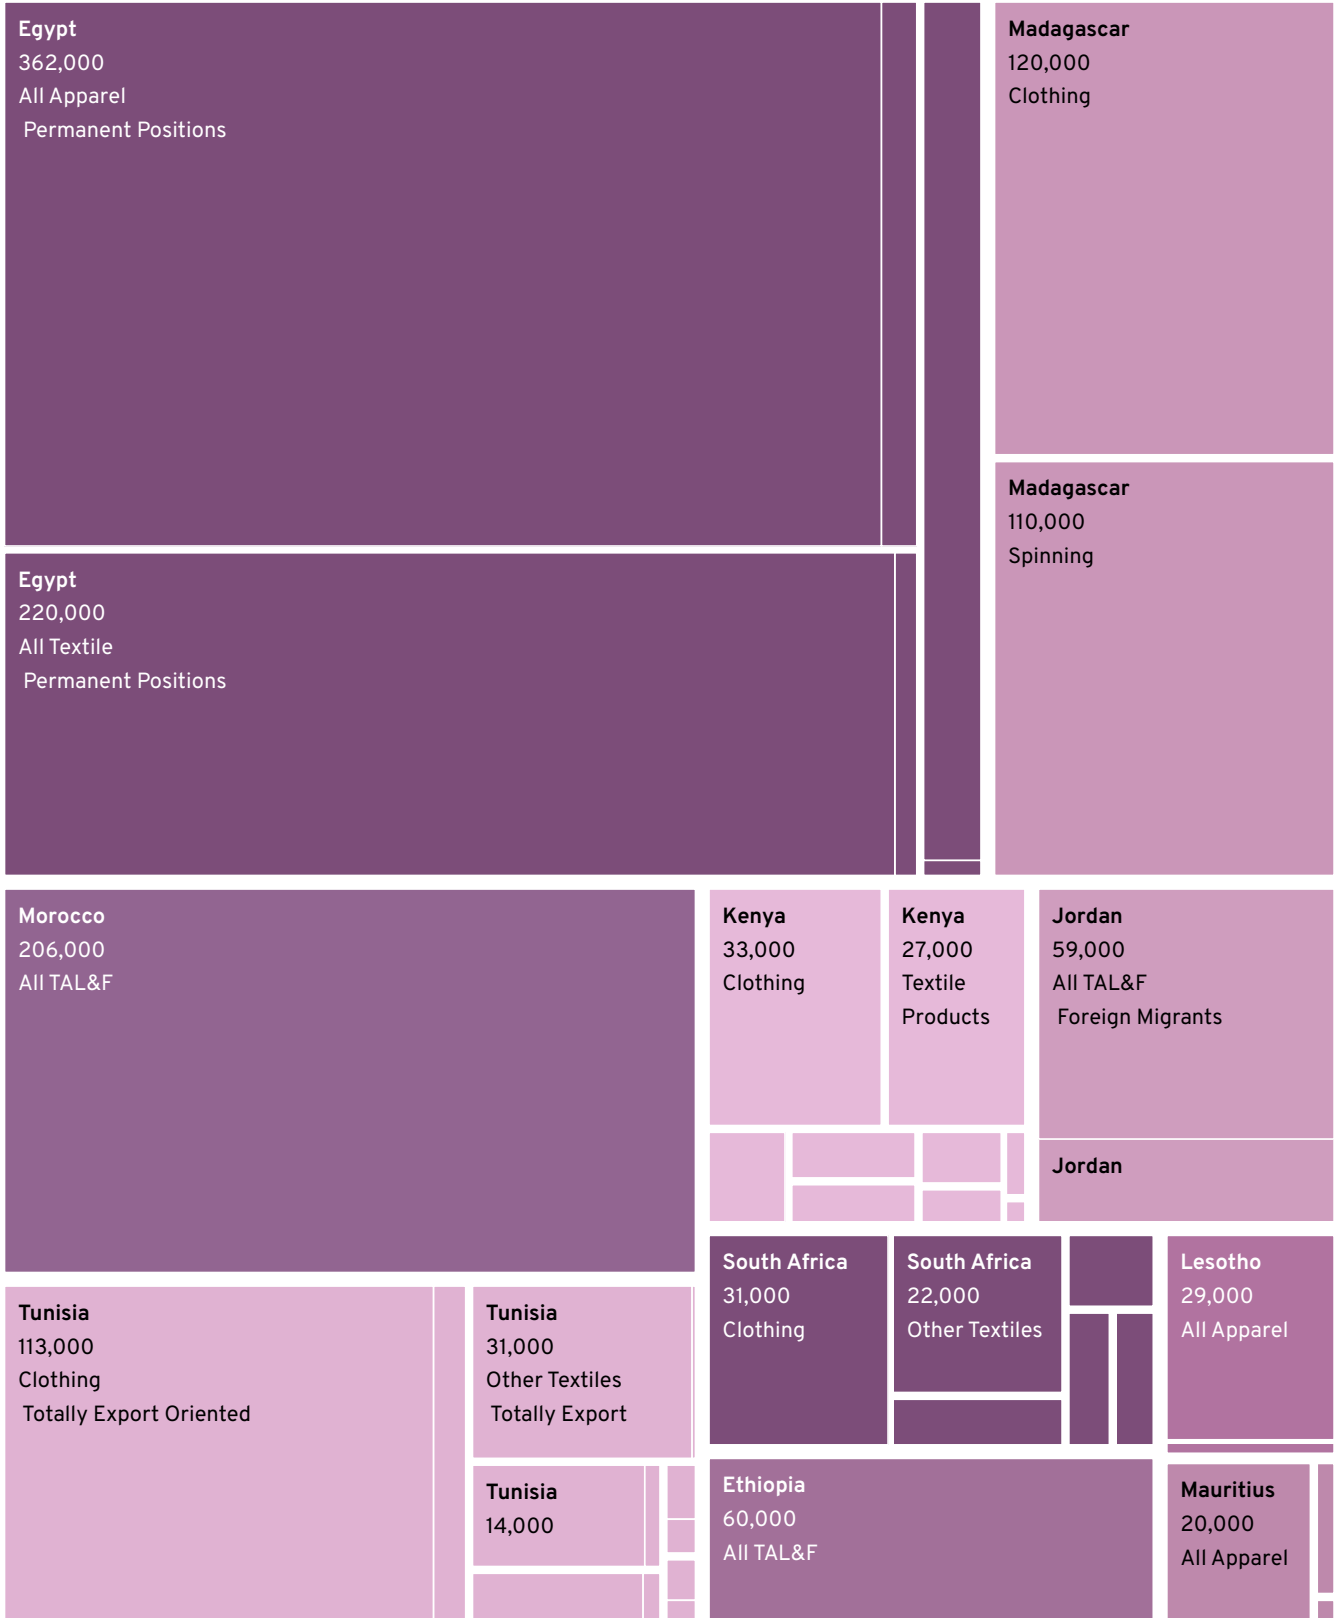 Egypt
362,000
All Apparel
Permanent Positions
Madagascar
120,000
Clothing
Madagascar
110,000
Spinning
Egypt
220,000
All Textile
Permanent Positions
Morocco
206,000
All TAL&F
Kenya
33,000
Clothing
Kenya
27,000
Textile
Products
Jordan
59,000
All TAL&F
Foreign Migrants
Jordan
South Africa
31,000
Clothing
South Africa
22,000
Other Textiles
Lesotho
29,000
All Apparel
Tunisia
113,000
Clothing
Totally Export Oriented
Tunisia
31,000
Other Textiles
Totally Export
Tunisia
14,000
Ethiopia
60,000
All TAL&F
Mauritius
20,000
All Apparel